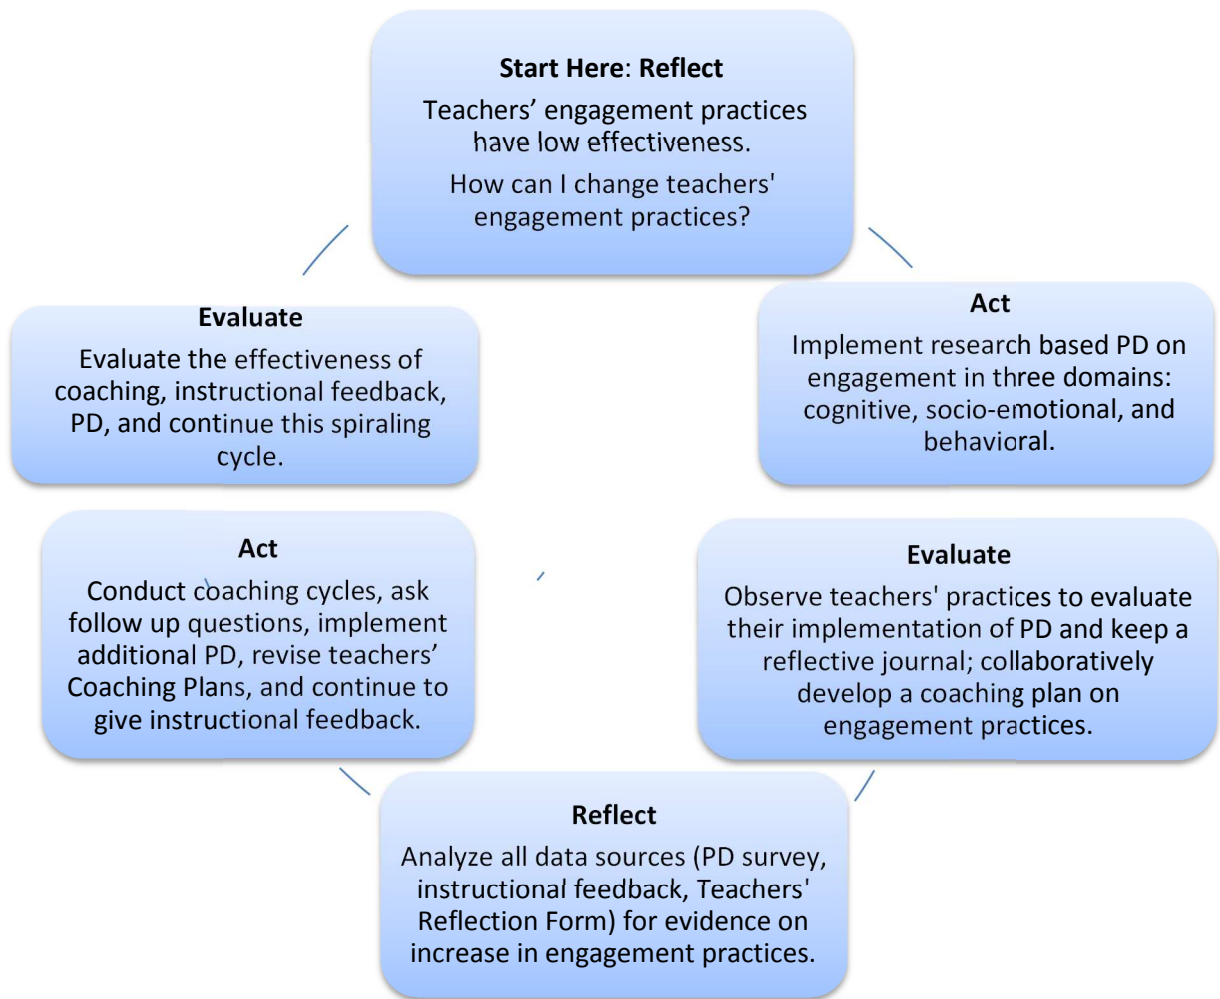 Start Here: Reflect
Teachers’ engagement practices
have low effectiveness.
How can I change teachers'
engagement practices?
Act
Implement research based PD on
engagement in three domains:
cognitive, socio-emotional, and
behavioral.
Evaluate
Observe teachers' practices to evaluate
their implementation of PD and keep a
reflective journal; collaboratively
develop a coaching plan on
engagement practices.
Reflect
Analyze all data sources (PD survey,
instructional feedback, Teachers'
Reflection Form) for evidence on
increase in engagement practices.
Act
Conduct coaching cycles, ask
follow up questions, implement
additional PD, revise teachers’
Coaching Plans, and continue to
give instructional feedback.
Evaluate
Evaluate the effectiveness of
coaching, instructional feedback,
PD, and continue this spiraling
cycle.